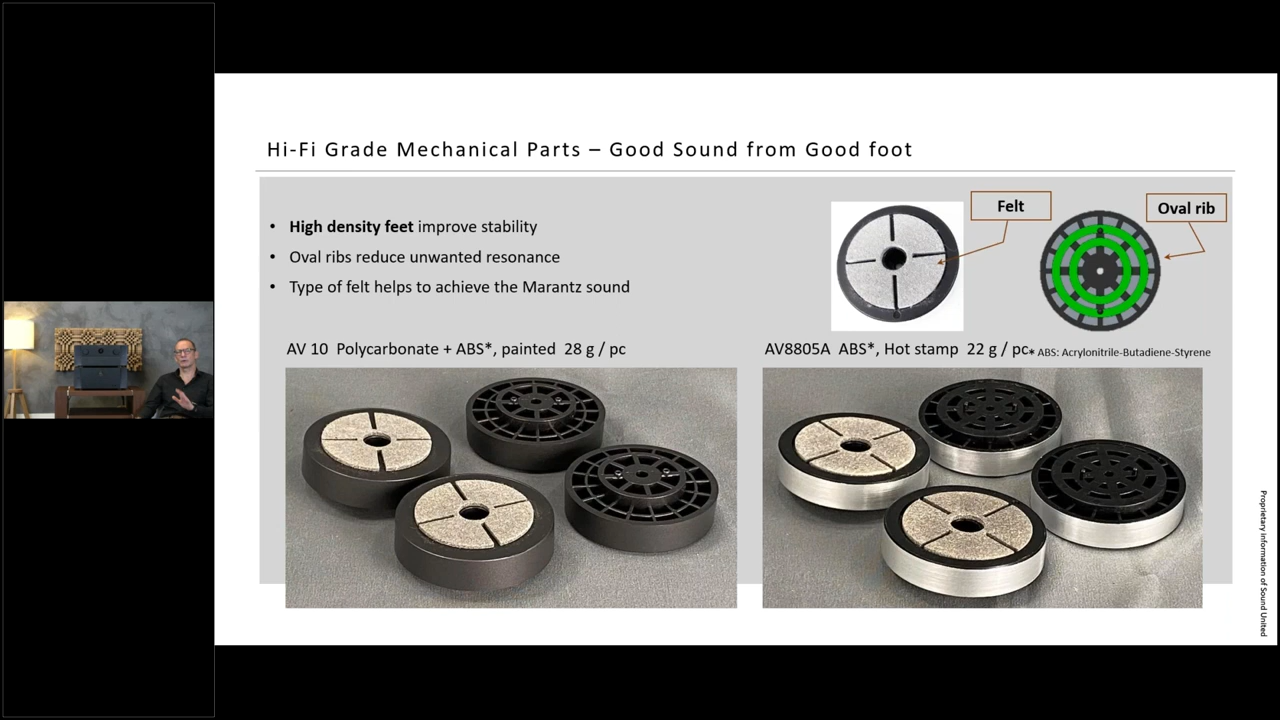 Hi-Fi Grade Mechanical Parts – Good Sound from Good foot
• High density feet improve stability
• Oval ribs reduce unwanted resonance
• Type of felt helps to achieve the Marantz sound
Felt
Oval rib
AV 10 Polycarbonate + ABS*, painted 28 g / pc
AV8805A ABS*, Hot stamp 22 g / pc
* ABS: Acrylonitrile-Butadiene-Styrene
Proprietary information of Sound United